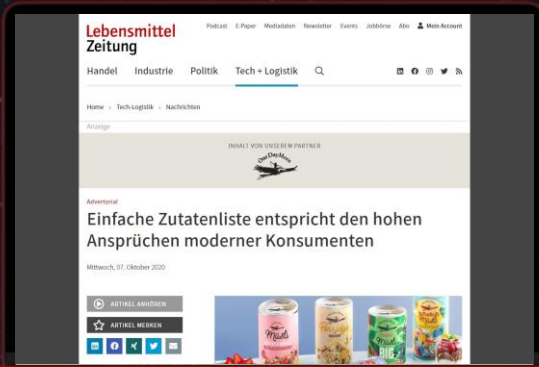 Lebensmittel
Zeitung
Podcast E-Paper Mediadaten Newsletter Events Jobbörse Abo Mein Account
Handel Industrie Politik Tech + Logistik
Home › Tech-Logistik › Nachrichten
Anzeige
INHALT VON UNSEREM PARTNER
OneDayMore
Advertorial
Einfache Zutatenliste entspricht den hohen
Ansprüchen moderner Konsumenten
Mittwoch, 07. Oktober 2020
ARTIKEL ANHÖREN
ARTIKEL MERKEN
Müsli
Müsli
BIG